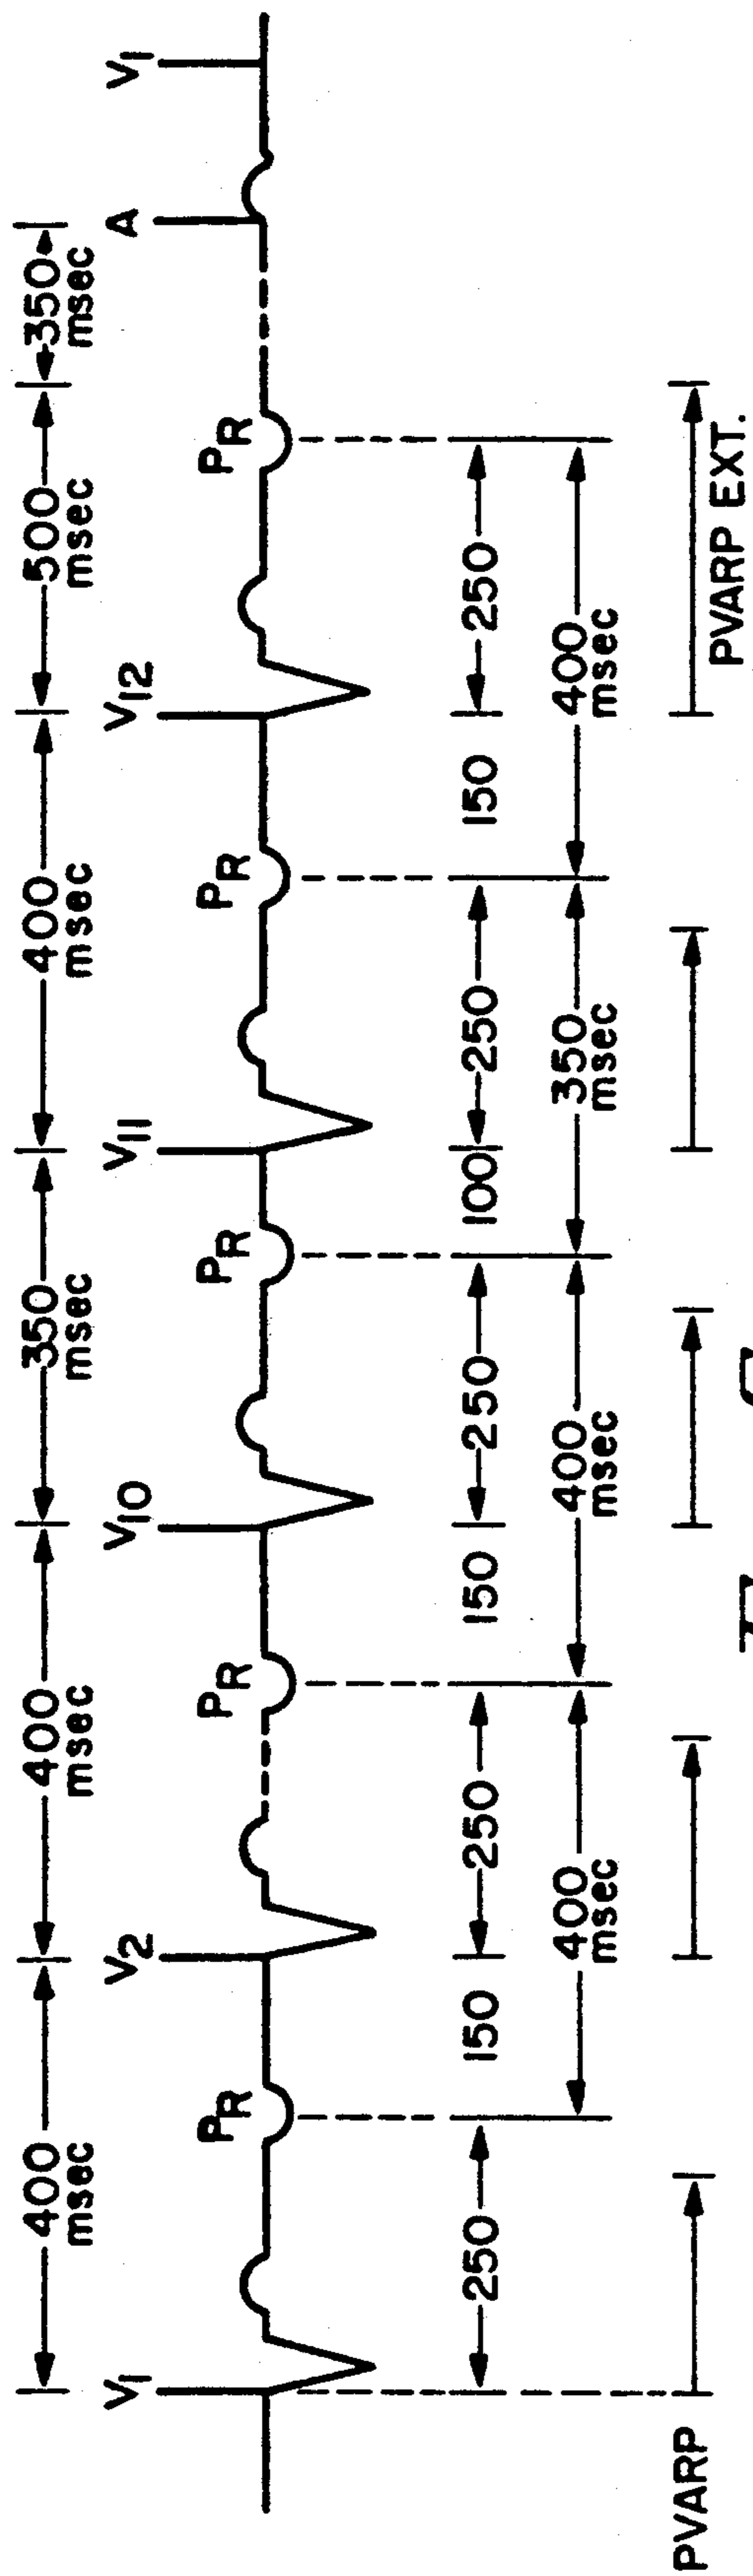 400 400 350 400 500 350
msec msec msec msec msec msec
V1 V2 V10 V11 V12 A V1
PR PR PR PR PR
250 150 250 150 250 100 250 150 250
400 400 350 400
msec msec msec msec
PVARP
PVARP EXT.